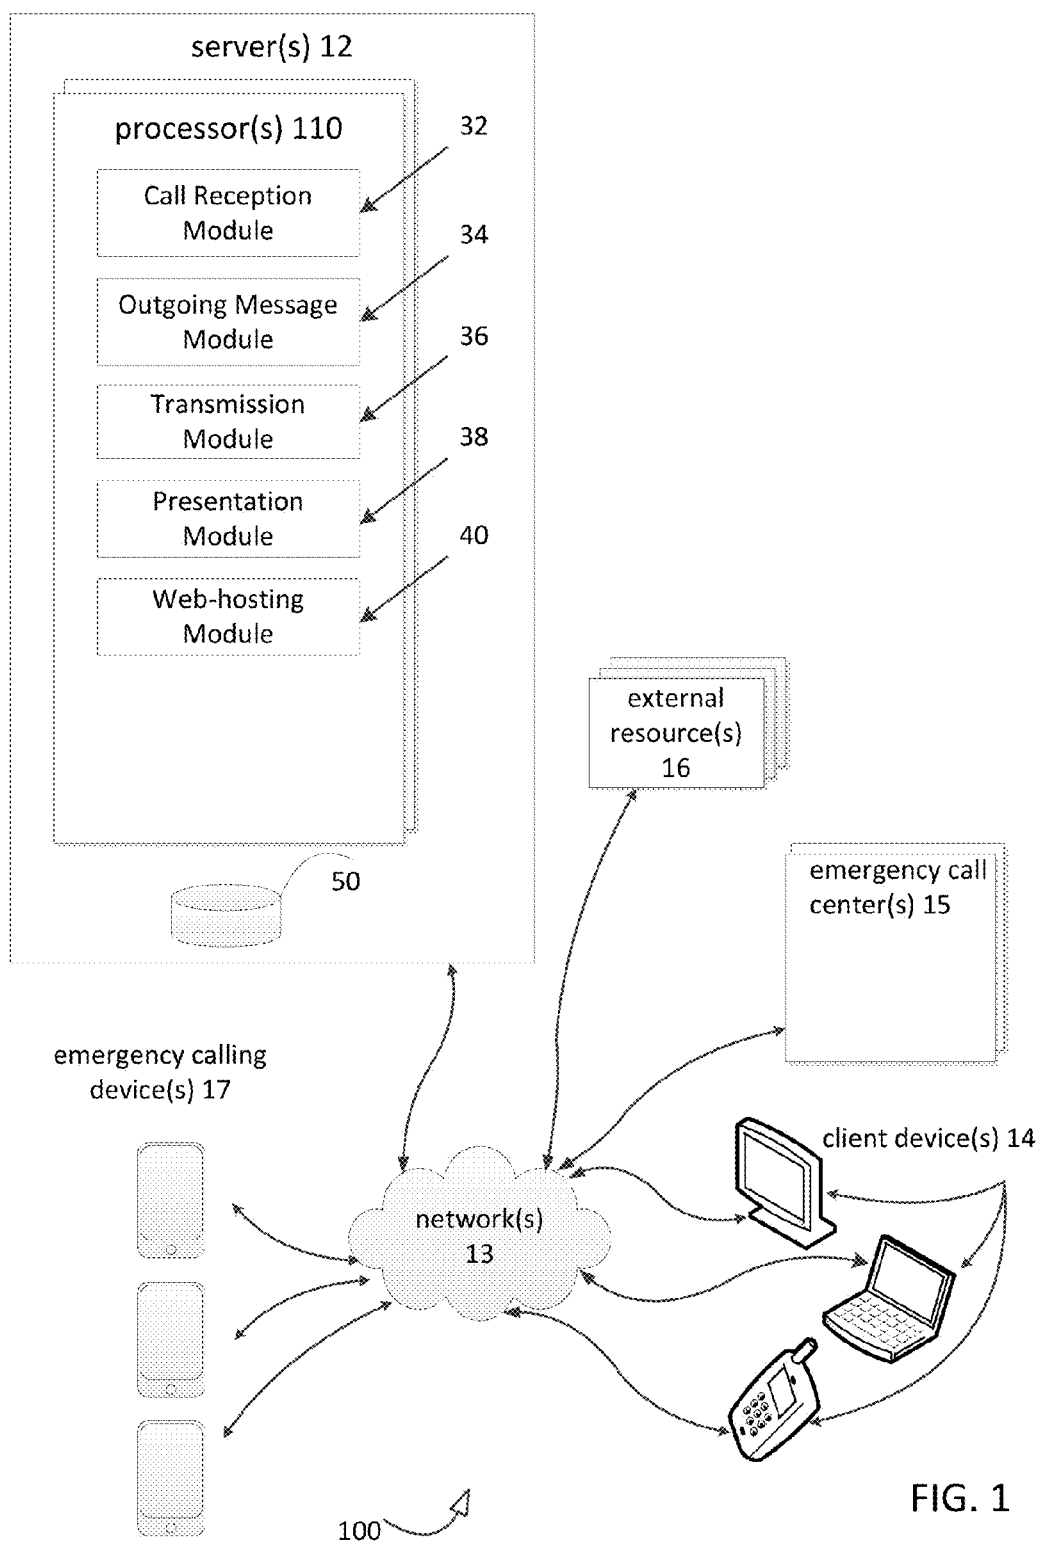 server(s) 12
processor(s) 110
32
Call Reception
Module
34
Outgoing Message
Module
36
Transmission
Module
38
Presentation
Module
40
Web-hosting
Module
external
resource(s)
16
50
emergency call
center(s) 15
emergency calling
device(s) 17
client device(s) 14
network(s)
13
100
FIG. 1